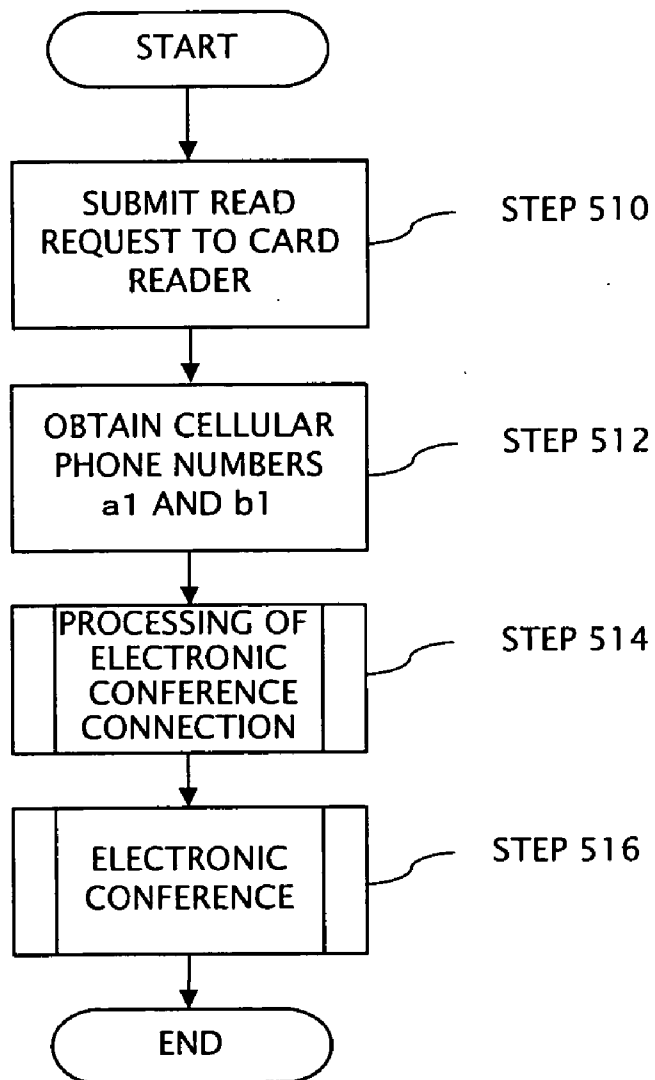 START
SUBMIT READ
REQUEST TO CARD
READER
STEP 510
OBTAIN CELLULAR
PHONE NUMBERS
a1 AND b1
STEP 512
PROCESSING OF
ELECTRONIC
CONFERENCE
CONNECTION
STEP 514
ELECTRONIC
CONFERENCE
STEP 516
END